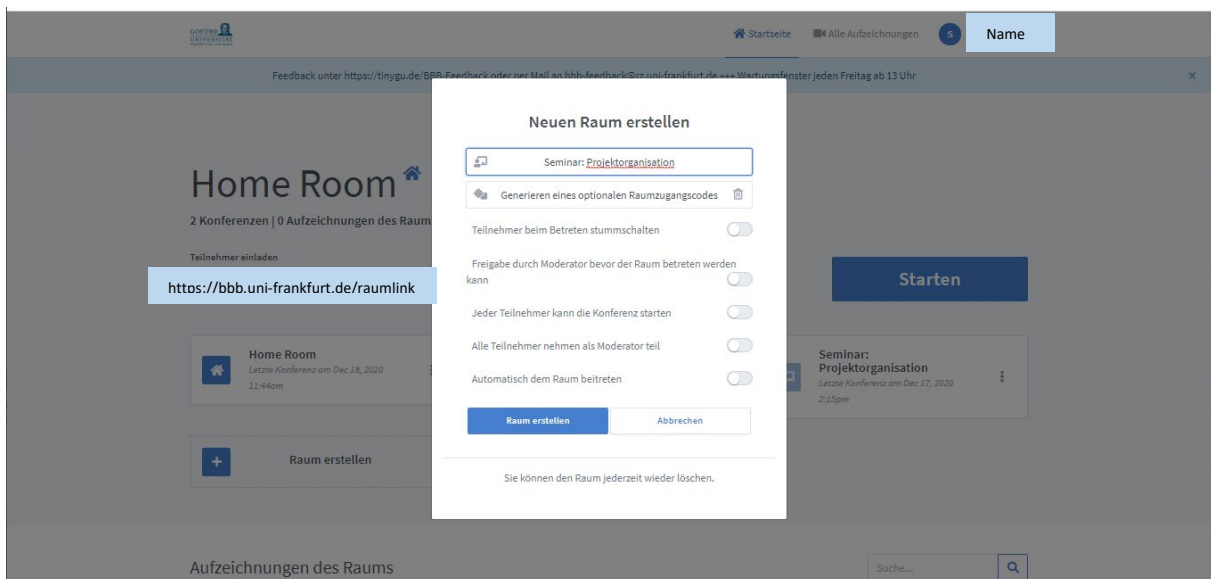 GOETHE
UNIVERSITÄT
FRANKFURT AM MAIN
Startseite
Alle Aufzeichnungen
S
Name
Feedback unter https://tinygu.de/BBB-Feedback oder per Mail an bbb-feedback@rz.uni-frankfurt.de +++ Wartungsfenster jeden Freitag ab 13 Uhr
×
Neuen Raum erstellen
Seminar: Projektorganisation
Generieren eines optionalen Raumzugangscodes
Teilnehmer beim Betreten stummschalten
Freigabe durch Moderator bevor der Raum betreten werden
kann
Jeder Teilnehmer kann die Konferenz starten
Alle Teilnehmer nehmen als Moderator teil
Automatisch dem Raum beitreten
Raum erstellen
Abbrechen
Sie können den Raum jederzeit wieder löschen.
Home Room
2 Konferenzen | 0 Aufzeichnungen des Raum
Teilnehmer einladen
https://bbb.uni-frankfurt.de/raumlink
Starten
Home Room
Letzte Konferenz am Dec 18, 2020
11:44am
Seminar:
Projektorganisation
Letzte Konferenz am Dec 17, 2020
2:15pm
Raum erstellen
Aufzeichnungen des Raums
Suche...